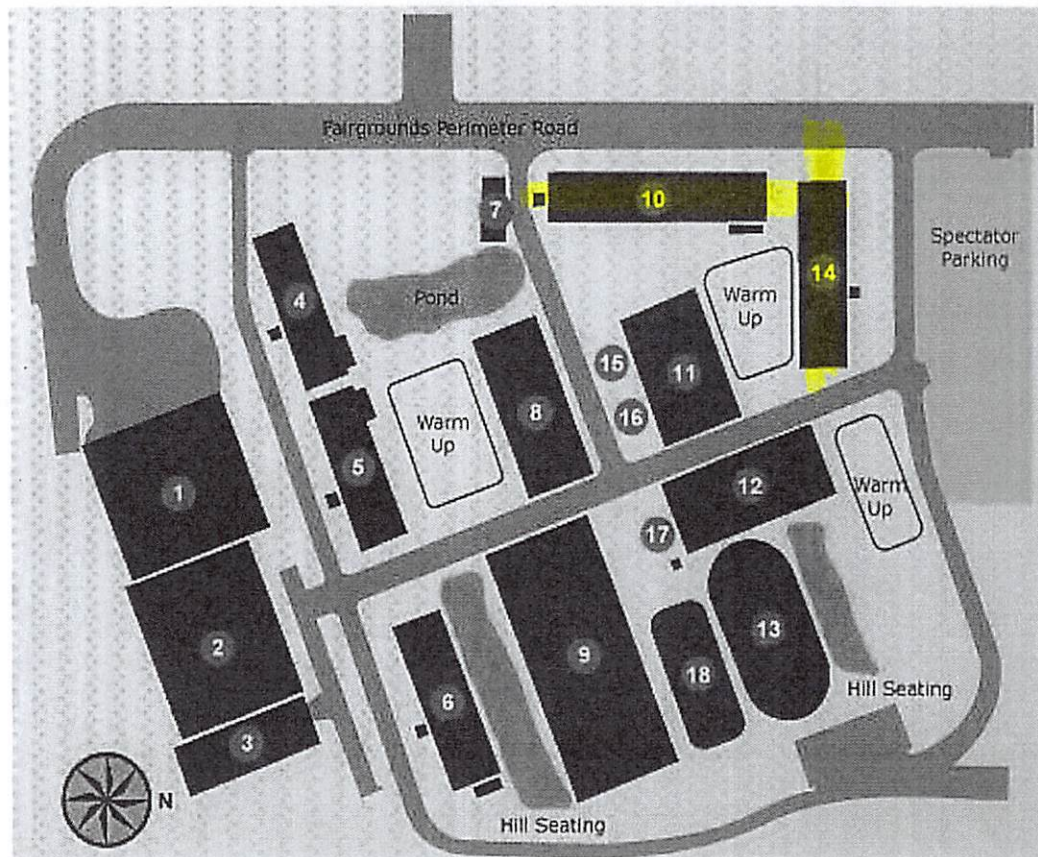 Fairgrounds Perimeter Road
7
10
4
Pond
Warm
Up
14
Spectator
Parking
15
11
16
8
Warm
Up
5
1
12
Warm
Up
17
2
9
13
18
6
Hill Seating
3
N
Hill Seating